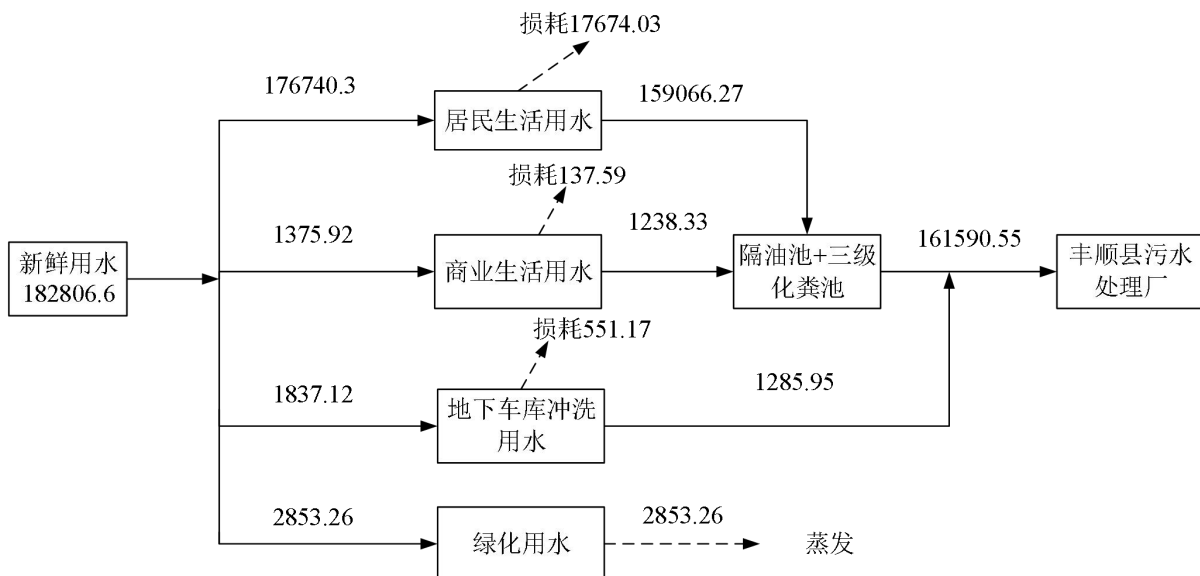 损耗17674.03
176740.3
居民生活用水
159066.27
损耗137.59
1375.92
商业生活用水
1238.33
新鲜用水
182806.6
隔油池+三级
化粪池
161590.55
丰顺县污水
处理厂
损耗551.17
1837.12
地下车库冲洗
用水
1285.95
2853.26
绿化用水
2853.26
蒸发